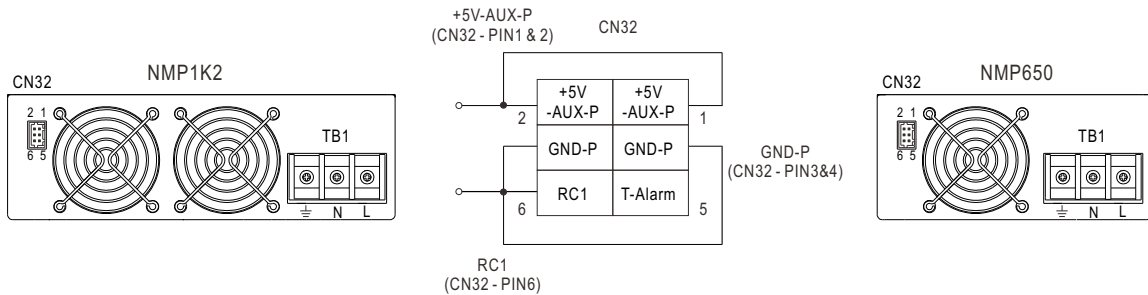 +5V-AUX-P
(CN32 - PIN1 & 2)
CN32
NMP1K2
CN32
2 1
6 5
TB1
N L
+5V
-AUX-P
+5V
-AUX-P
2
1
GND-P
GND-P
GND-P
(CN32 - PIN3&4)
RC1
T-Alarm
6
5
RC1
(CN32 - PIN6)
NMP650
CN32
2 1
6 5
TB1
N L